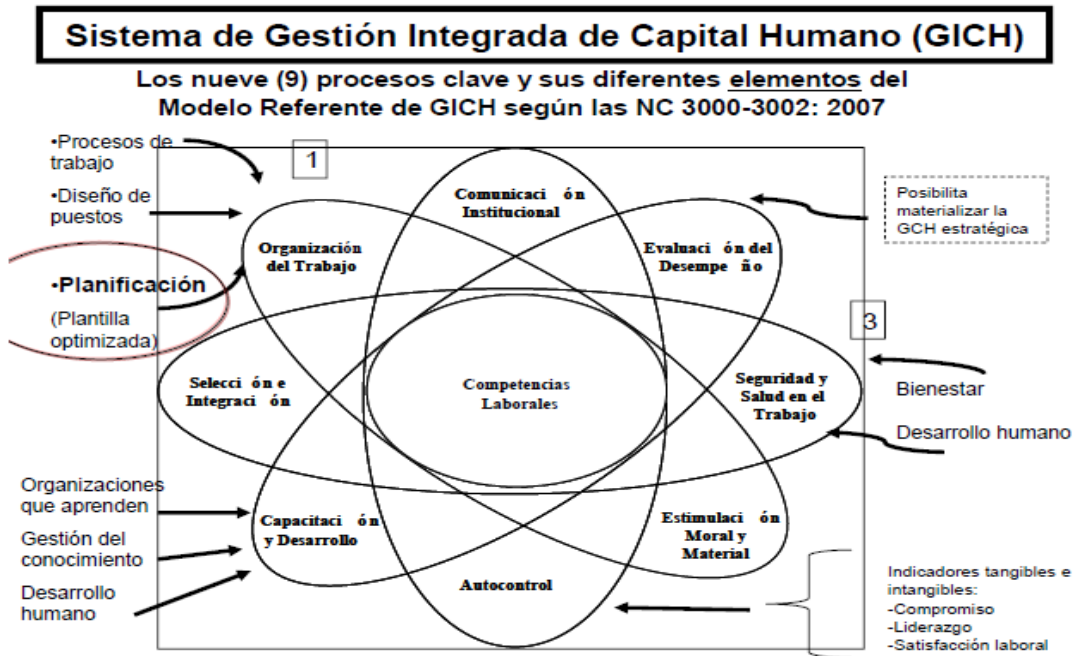 Sistema de Gestión Integrada de Capital Humano (GICH)
Los nueve (9) procesos clave y sus diferentes elementos del
Modelo Referente de GICH según las NC 3000-3002: 2007
•Procesos de
trabajo
•Diseño de
puestos
•Planificación
(Plantilla
optimizada)
1
Comunicaci ón
Institucional
Organización
del Trabajo
Evaluaci ón del
Desempe ño
Posibilita
materializar la
GCH estratégica
3
Selecci ón e
Integraci ón
Competencias
Laborales
Seguridad y
Salud en el
Trabajo
Bienestar
Desarrollo humano
Organizaciones
que aprenden
Gestión del
conocimiento
Desarrollo
humano
Capacitaci ón
y Desarrollo
Estimulaci ón
Moral y
Material
Autocontrol
Indicadores tangibles e
intangibles:
-Compromiso
-Liderazgo
-Satisfacción laboral